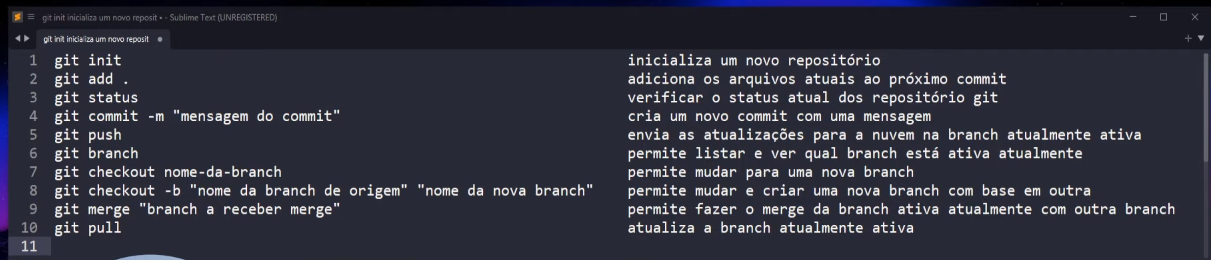 git init inicializa um novo reposit • - Sublime Text (UNREGISTERED)
git init inicializa um novo reposit
1 git init inicializa um novo repositório
2 git add . adiciona os arquivos atuais ao próximo commit
3 git status verificar o status atual dos repositório git
4 git commit -m "mensagem do commit" cria um novo commit com uma mensagem
5 git push envia as atualizações para a nuvem na branch atualmente ativa
6 git branch permite listar e ver qual branch está ativa atualmente
7 git checkout nome-da-branch permite mudar para uma nova branch
8 git checkout -b "nome da branch de origem" "nome da nova branch" permite mudar e criar uma nova branch com base em outra
9 git merge "branch a receber merge" permite fazer o merge da branch ativa atualmente com outra branch
10 git pull atualiza a branch atualmente ativa
11